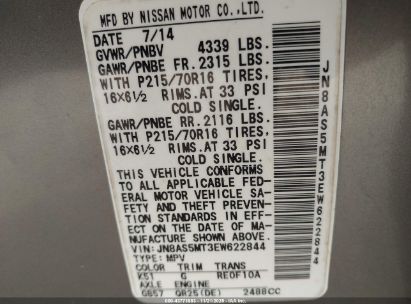 MFD BY NISSAN MOTOR CO.,LTD.
DATE 7/14
GVWR/PNBV 4339 LBS.
GAWR/PNBE FR. 2315 LBS.
WITH P215/70R16 TIRES,
16X6½ RIMS.AT 33 PSI
COLD SINGLE.
GAWR/PNBE RR. 2116 LBS.
WITH P215/70R16 TIRES,
16X6½ RIMS.AT 33 PSI
COLD SINGLE.
THIS VEHICLE CONFORMS
TO ALL APPLICABLE FED-
ERAL MOTOR VEHICLE SA-
FETY AND THEFT PREVEN-
TION STANDARDS IN EFF-
ECT ON THE DATE OF MA-
NUFACTURE SHOWN ABOVE
VIN: JN8AS5MT3EW622844
TYPE: MPV
COLOR TRIM TRANS
K51 G RE0F10A
AXLE ENGINE
GB57 QR25(DE) 2488CC
JN8AS5MT3EW622844